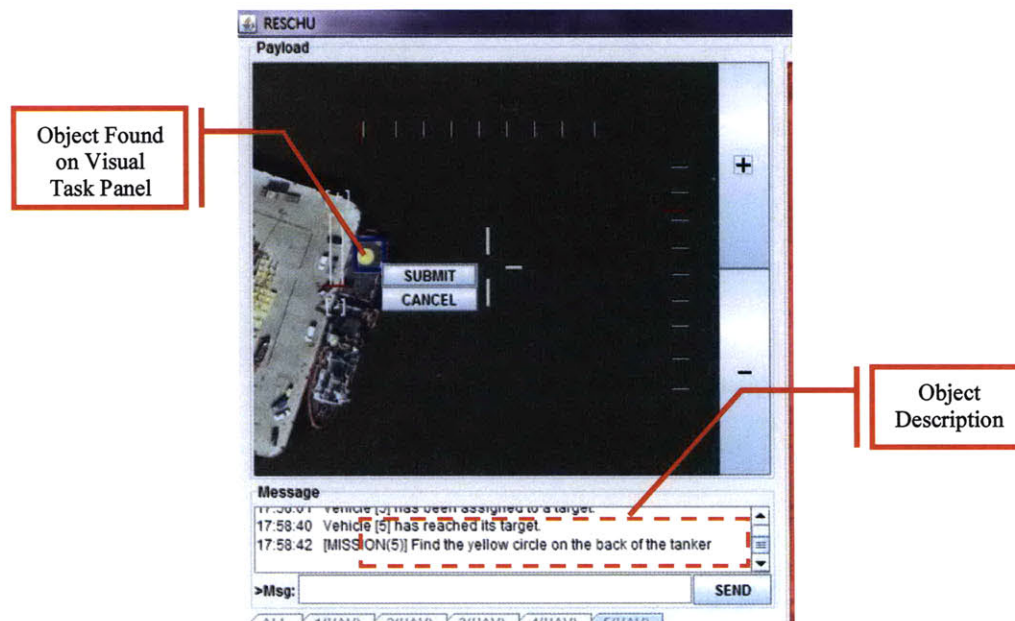 RESCHU
Payload
Object Found
on Visual
Task Panel
+
SUBMIT
CANCEL
−
Object
Description
Message
Vehicle [5] has been assigned to a target.
17:58:40 Vehicle [5] has reached its target.
17:58:42 [MISSION(5)] Find the yellow circle on the back of the tanker
>Msg:
SEND